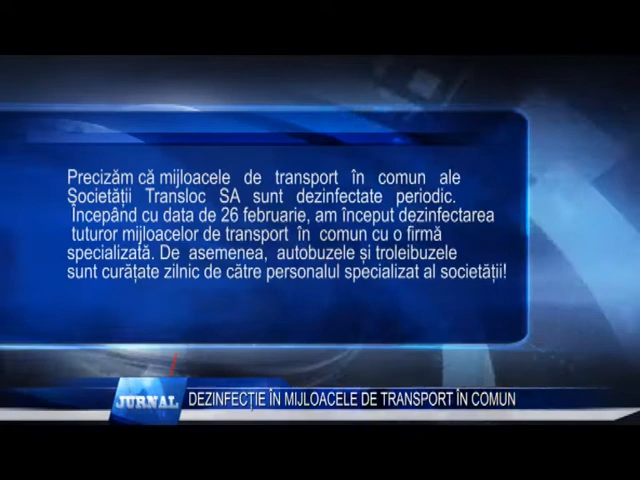 Precizăm că mijloacele de transport în comun ale
Societății Transloc SA sunt dezinfectate periodic.
Începând cu data de 26 februarie, am început dezinfectarea
tuturor mijloacelor de transport în comun cu o firmă
specializată. De asemenea, autobuzele și troleibuzele
sunt curățate zilnic de către personalul specializat al societății!
JURNAL DEZINFECȚIE ÎN MIJLOACELE DE TRANSPORT ÎN COMUN